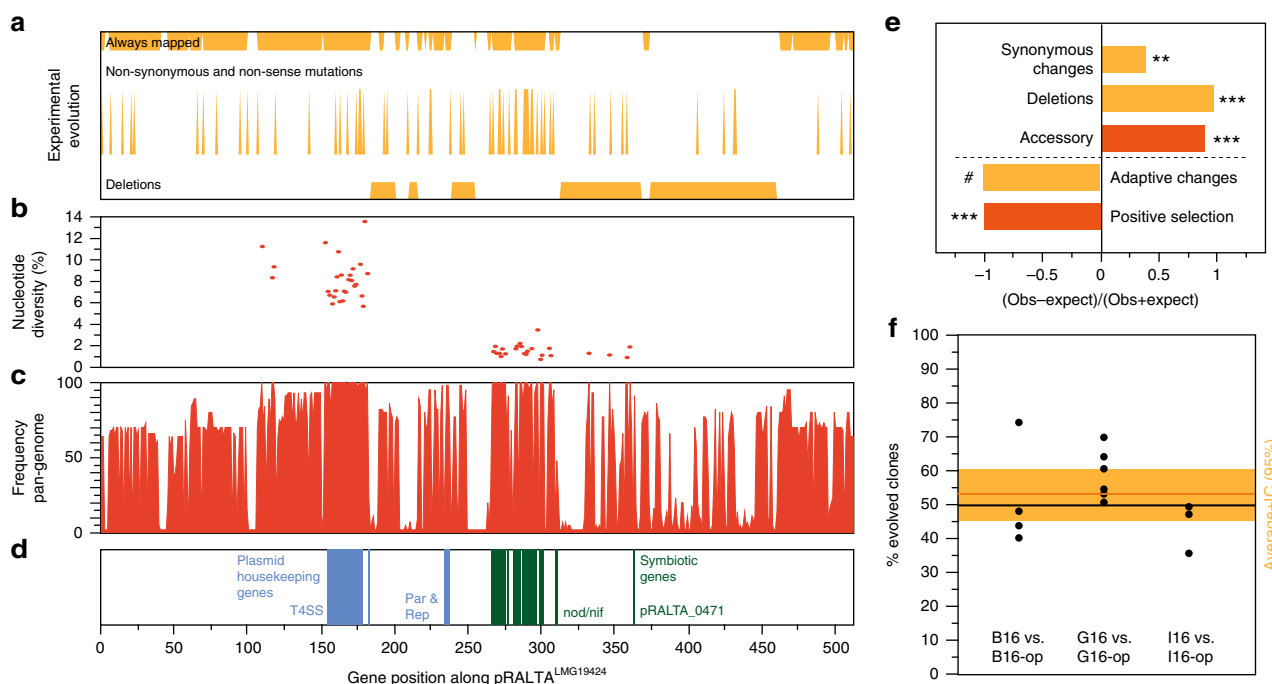 a
Always mapped
Non-synonymous and non-sense mutations
Experimental
evolution
Deletions
b
14
12
10
8
6
4
2
0
Nucleotide
diversity (%)
c
100
50
0
Frequency
pan-genome
d
Plasmid
housekeeping
genes
T4SS
Par &
Rep
nod/nif
Symbiotic
genes
pRALTA_0471
0
50
100
150
200
250
300
350
400
450
500
Gene position along pRALTA^LMG19424
e
Synonymous
changes
**
Deletions
***
Accessory
***
#
Adaptive changes
***
Positive selection
–1
–0.5
0
0.5
1
(Obs–expect)/(Obs+expect)
f
100
90
80
70
60
50
40
30
20
10
0
% evolved clones
B16 vs.
B16-op
G16 vs.
G16-op
I16 vs.
I16-op
Average+IC (95%)